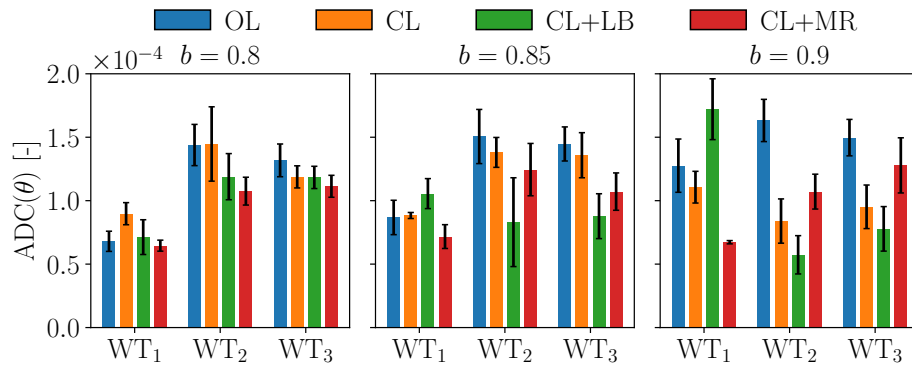 OL CL CL+LB CL+MR
×10−4 b = 0.8 b = 0.85 b = 0.9
ADC(θ) [-]
2.0
1.5
1.0
0.5
0.0
WT1 WT2 WT3 WT1 WT2 WT3 WT1 WT2 WT3